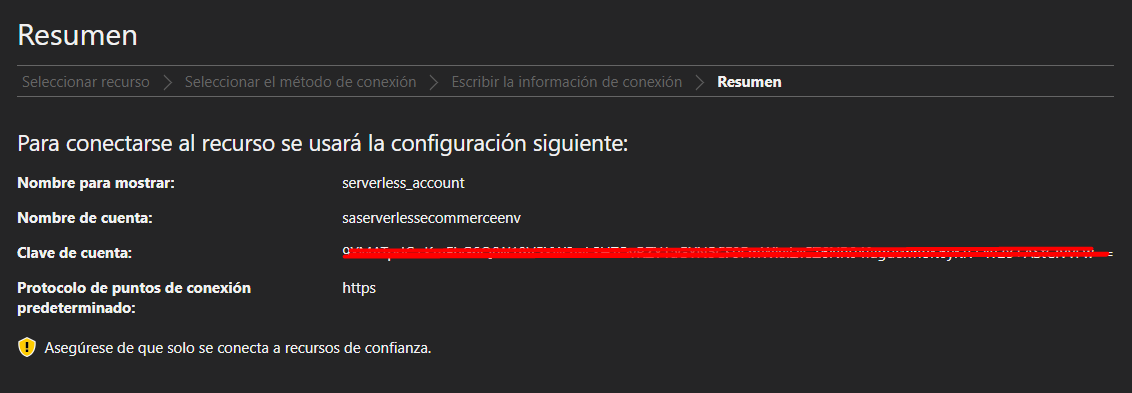 Resumen
Seleccionar recurso
Seleccionar el método de conexión
Escribir la información de conexión
Resumen
Para conectarse al recurso se usará la configuración siguiente:
Nombre para mostrar: serverless_account
Nombre de cuenta: saserverlessecommerceenv
Clave de cuenta:
Protocolo de puntos de conexión predeterminado: https
Asegúrese de que solo se conecta a recursos de confianza.